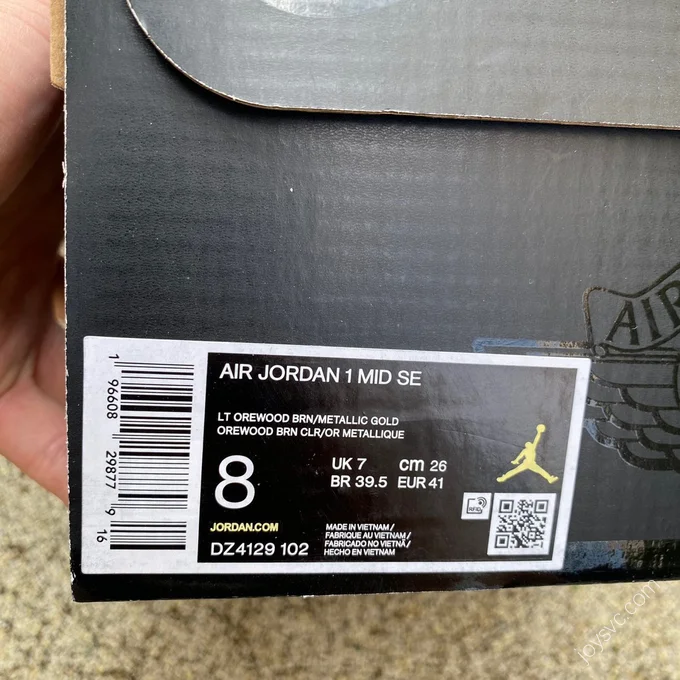 AIR JORDAN 1 MID SE
LT OREWOOD BRN/METALLIC GOLD
OREWOOD BRN CLR/OR METALLIQUE
8
UK 7 cm 26
BR 39.5 EUR 41
JORDAN.COM
DZ4129 102
MADE IN VIETNAM /
FABRIQUE AU VIETNAM /
FABRICADO NO VIETNÃ /
HECHO EN VIETNAM
RFID
1 96608 29877 9 16
AIR
joysvc.com